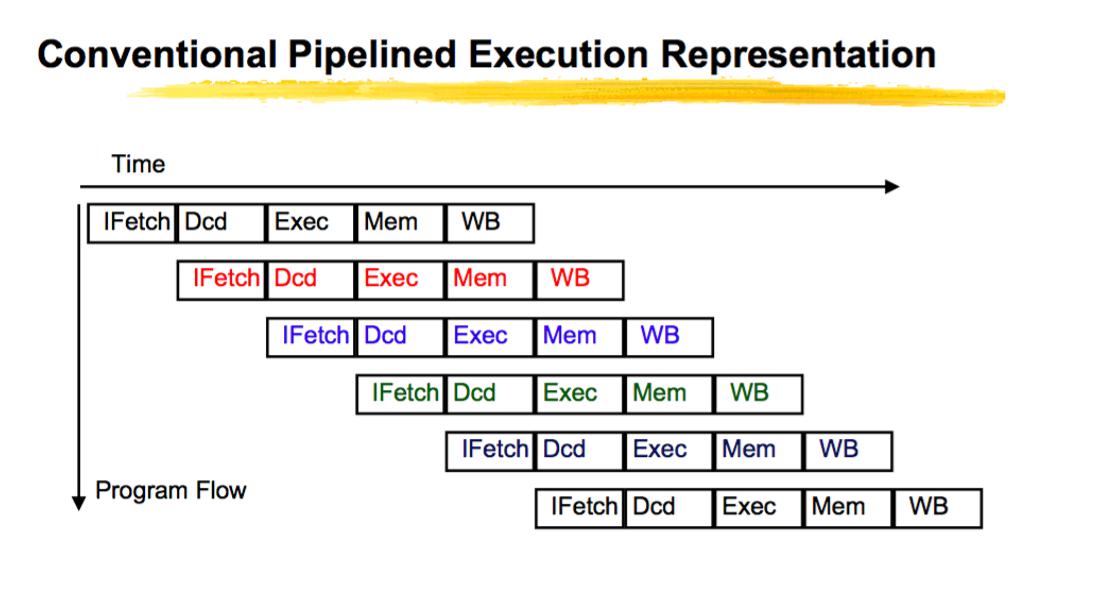 Conventional Pipelined Execution Representation
Time
IFetch Dcd Exec Mem WB
IFetch Dcd Exec Mem WB
IFetch Dcd Exec Mem WB
IFetch Dcd Exec Mem WB
IFetch Dcd Exec Mem WB
Program Flow
IFetch Dcd Exec Mem WB